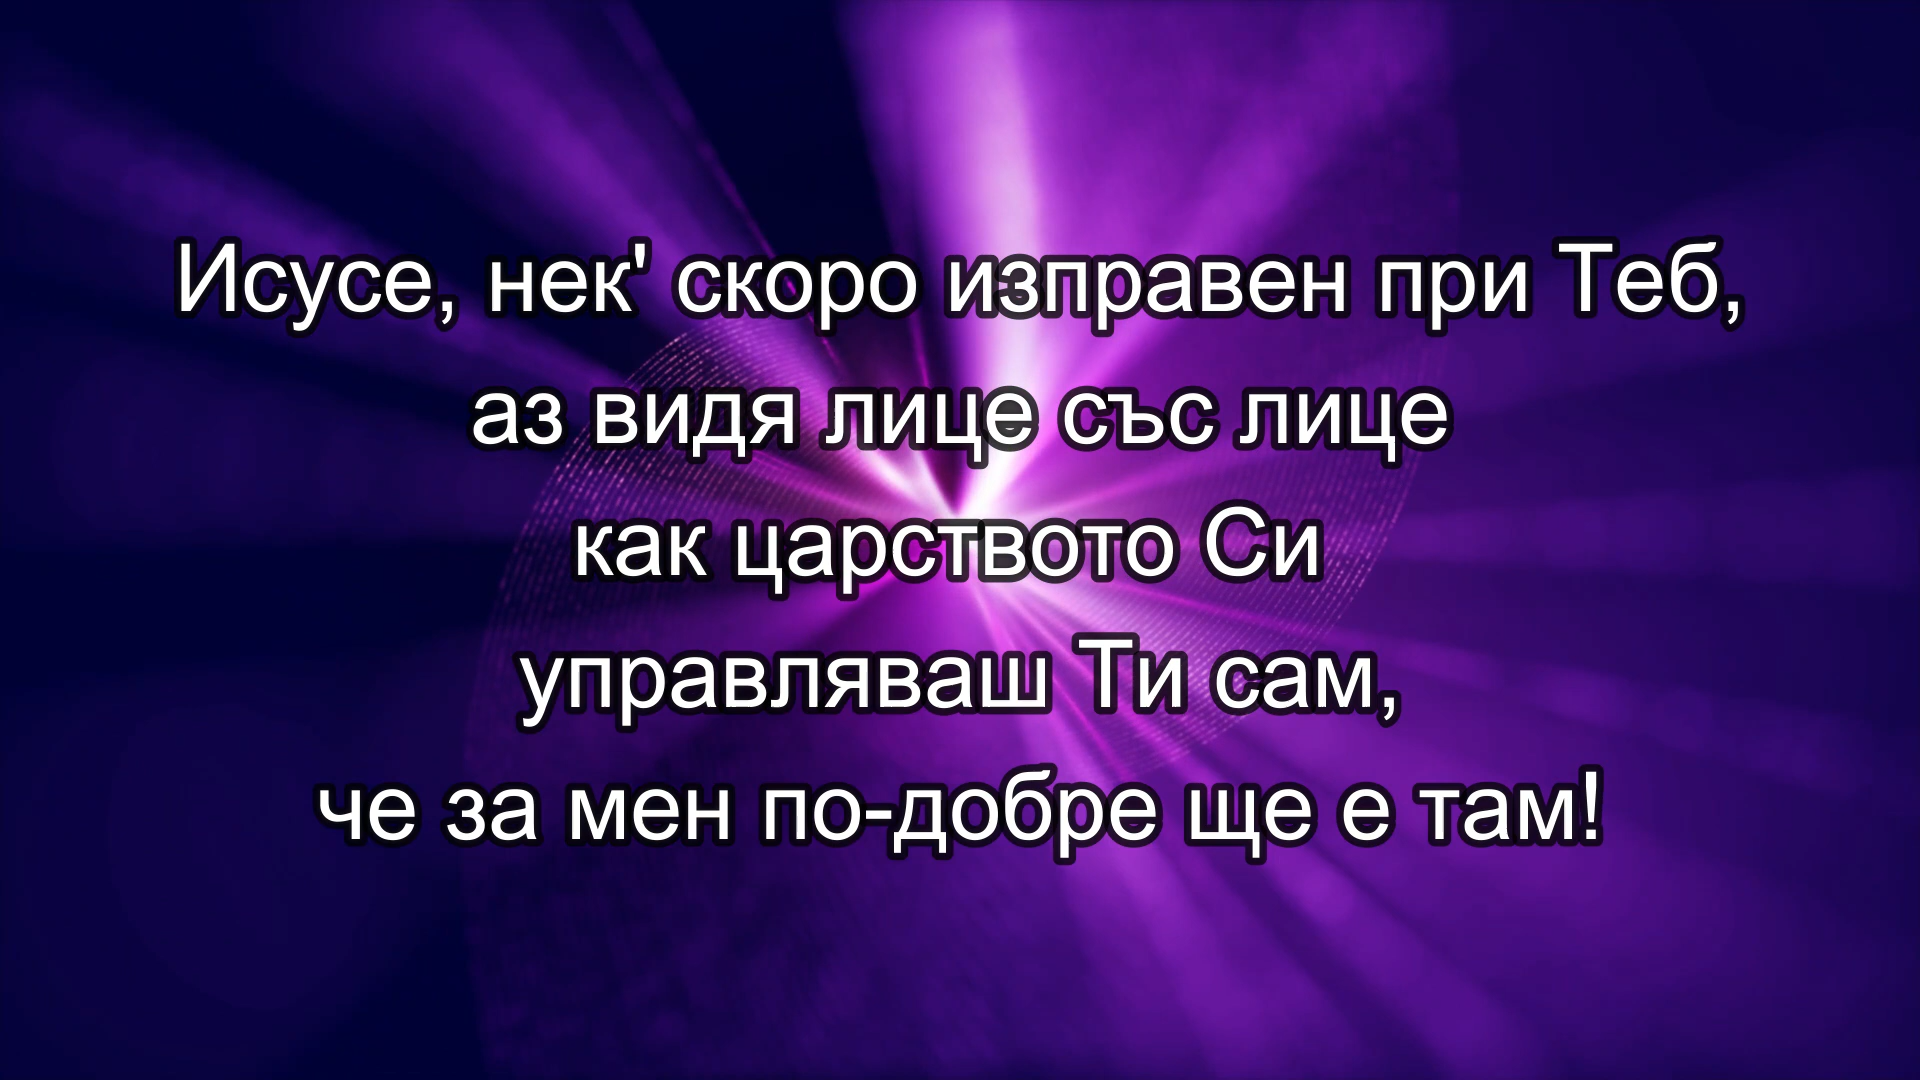 Исусе, нек' скоро изправен при Теб,
аз видя лице със лице
как царството Си
управляваш Ти сам,
че за мен по-добре ще е там!